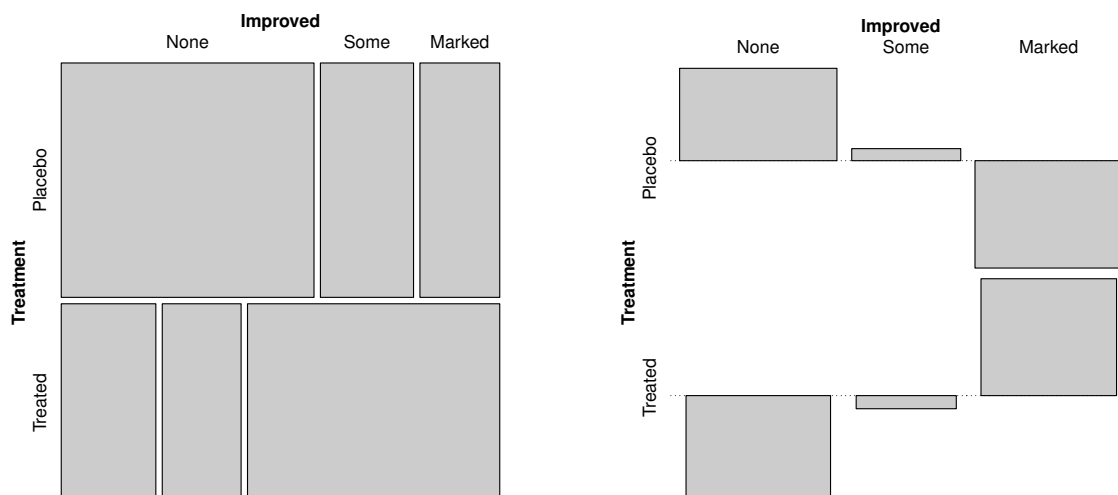 Improved
None Some Marked
Treatment
Placebo
Treated
Improved
None Some Marked
Treatment
Placebo
Treated